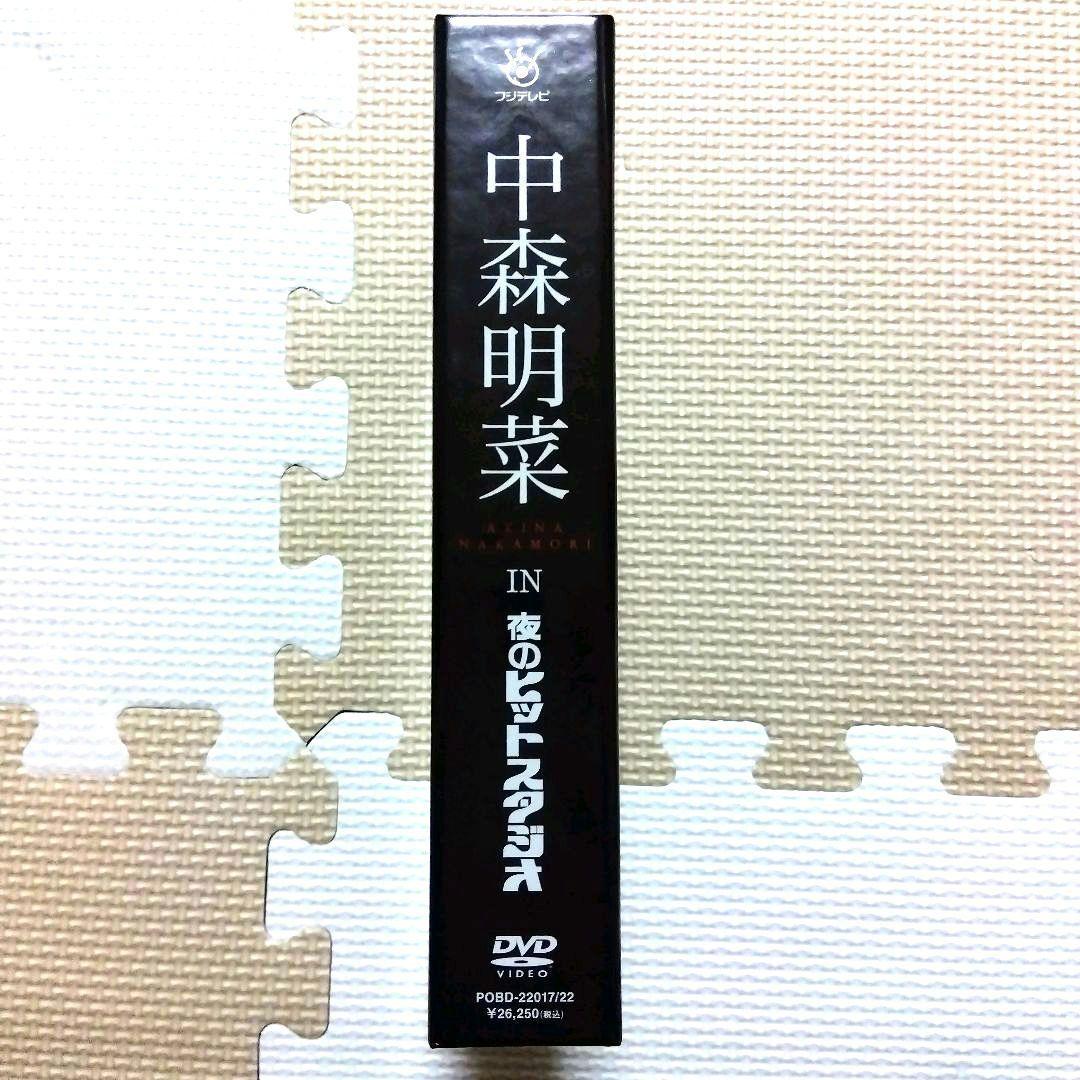 フジテレビ
中森明菜
AKINA
NAKAMORI
IN
夜のヒットスタジオ
DVD
VIDEO
POBD-22017/22
¥26,250(税込)